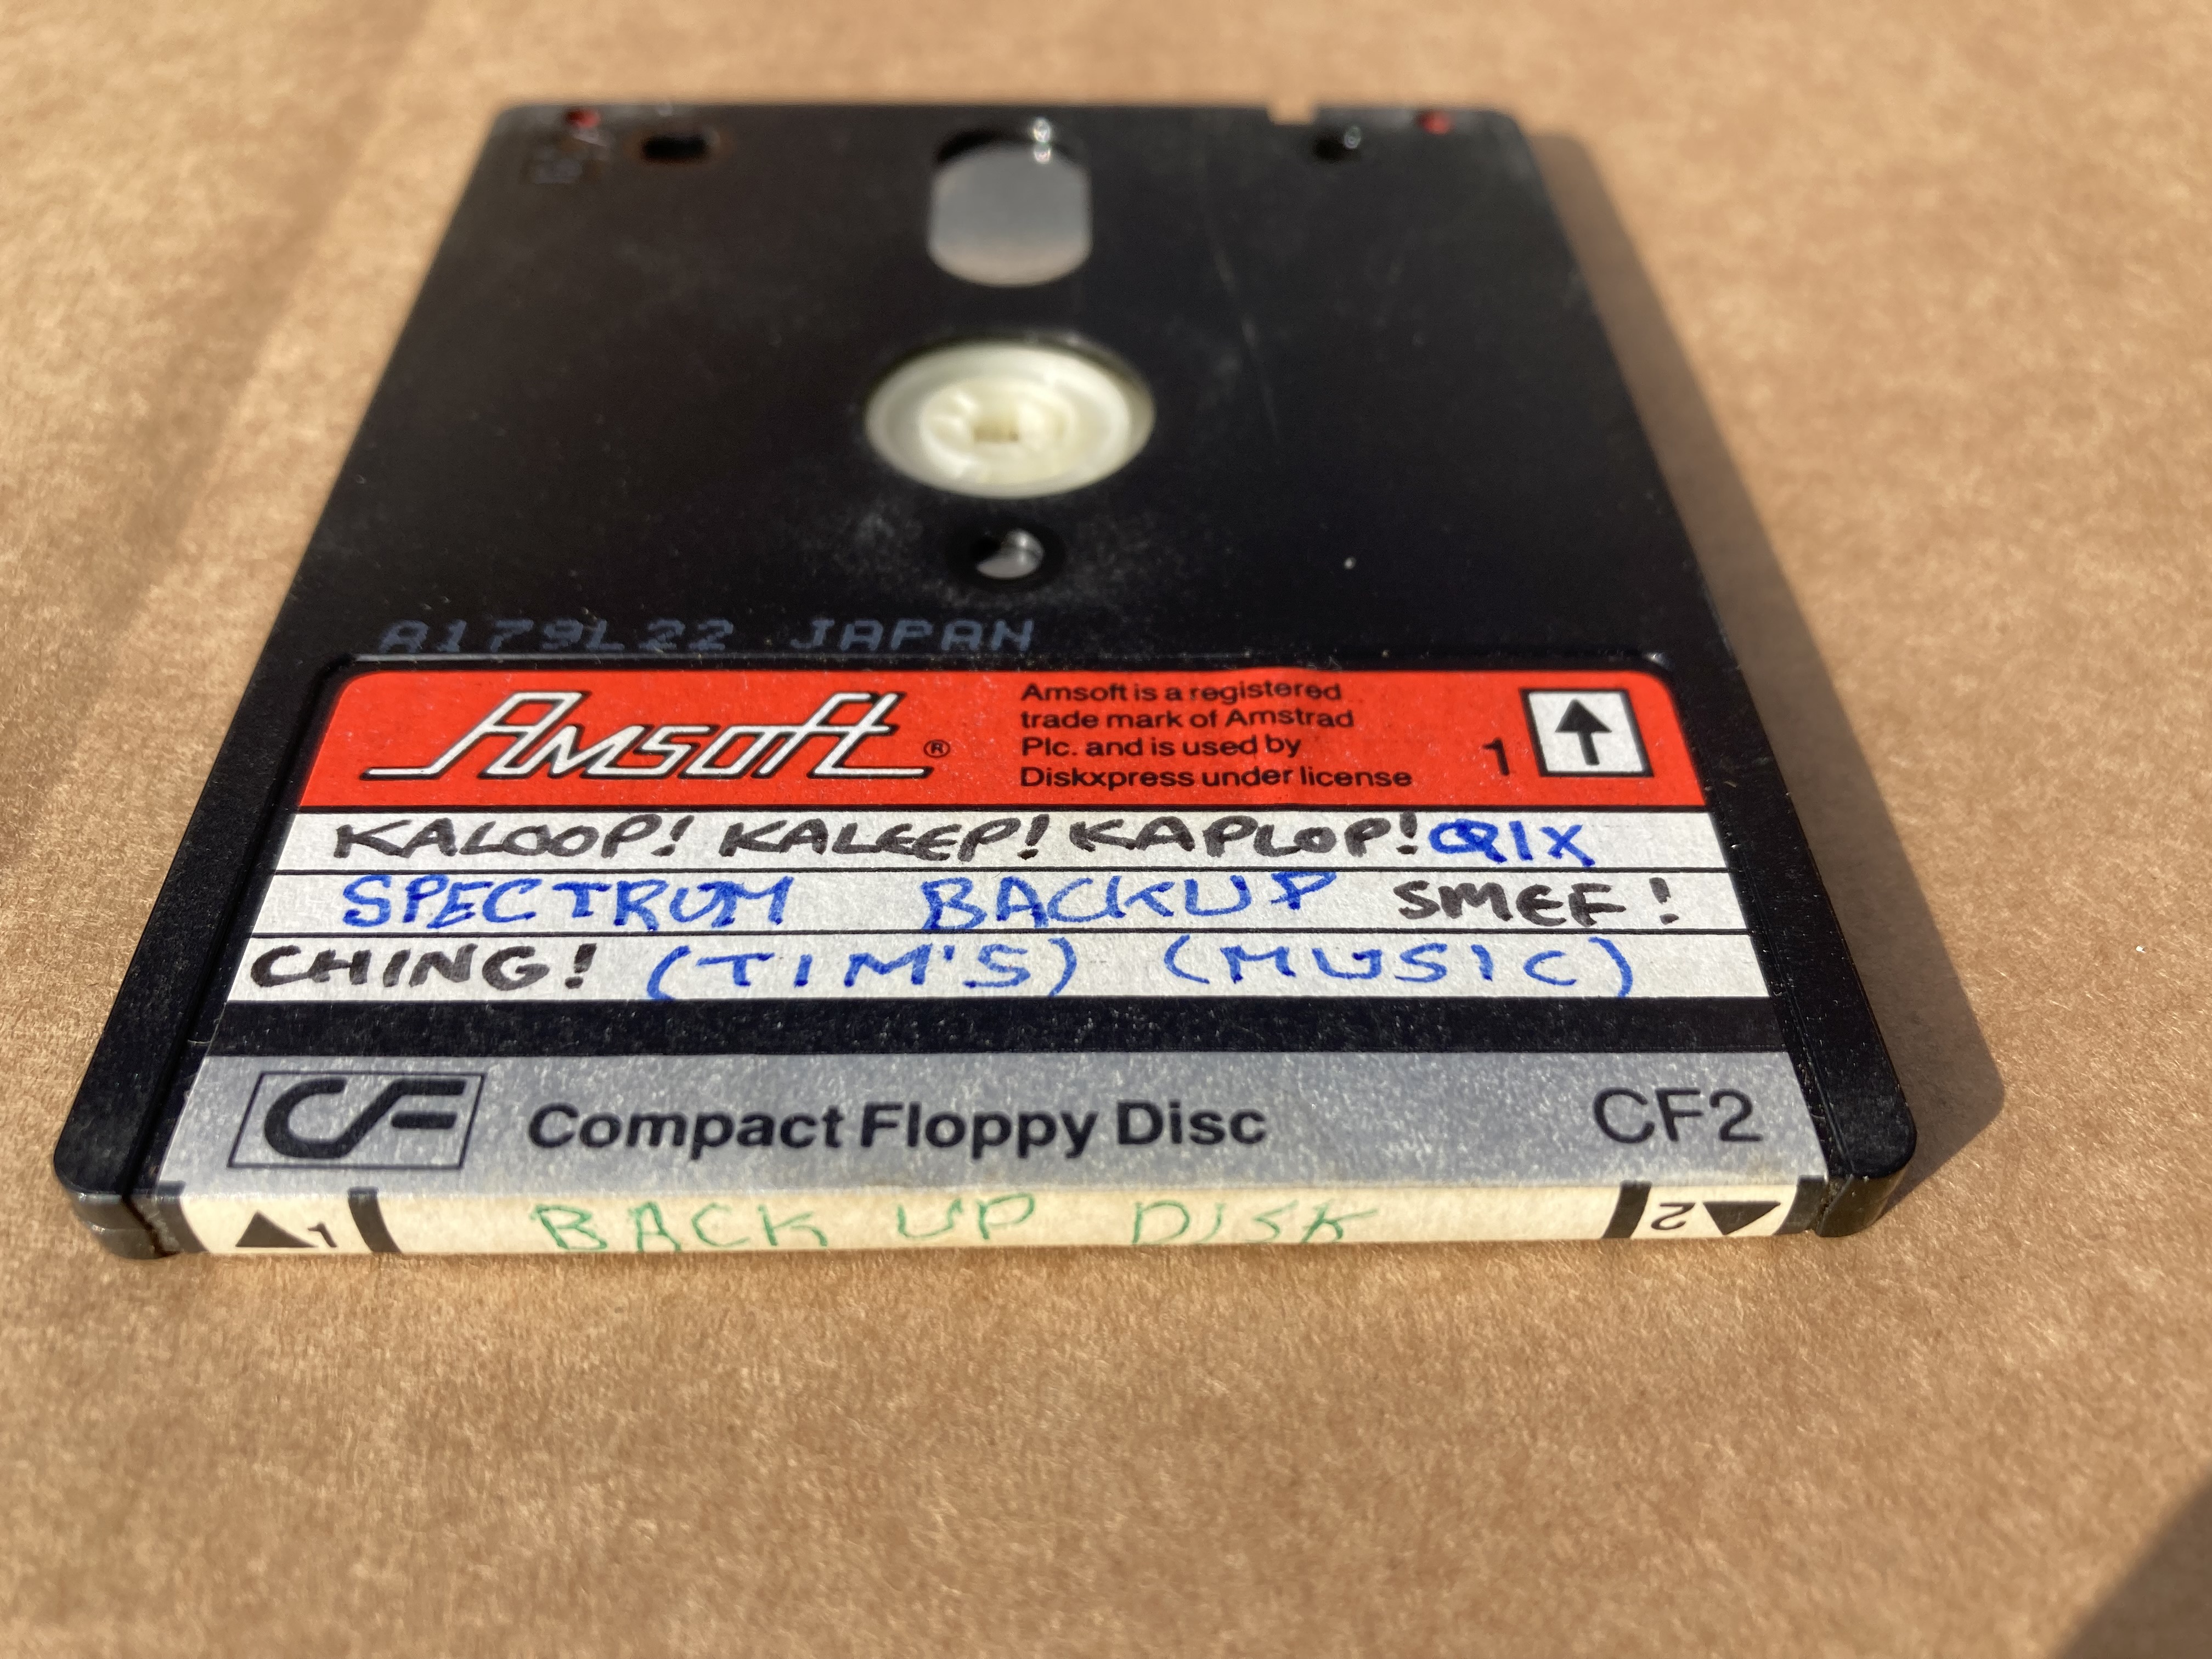 A179L22 JAPAN
Amsoft ®
Amsoft is a registered
trade mark of Amstrad
Plc. and is used by
Diskxpress under license
1
KALOOP! KALEEP! KAPLOP! QIX
SPECTRUM BACKUP SMEF!
CHING! (TIM'S) (MUSIC)
CF Compact Floppy Disc CF2
1 BACK UP DISK 2